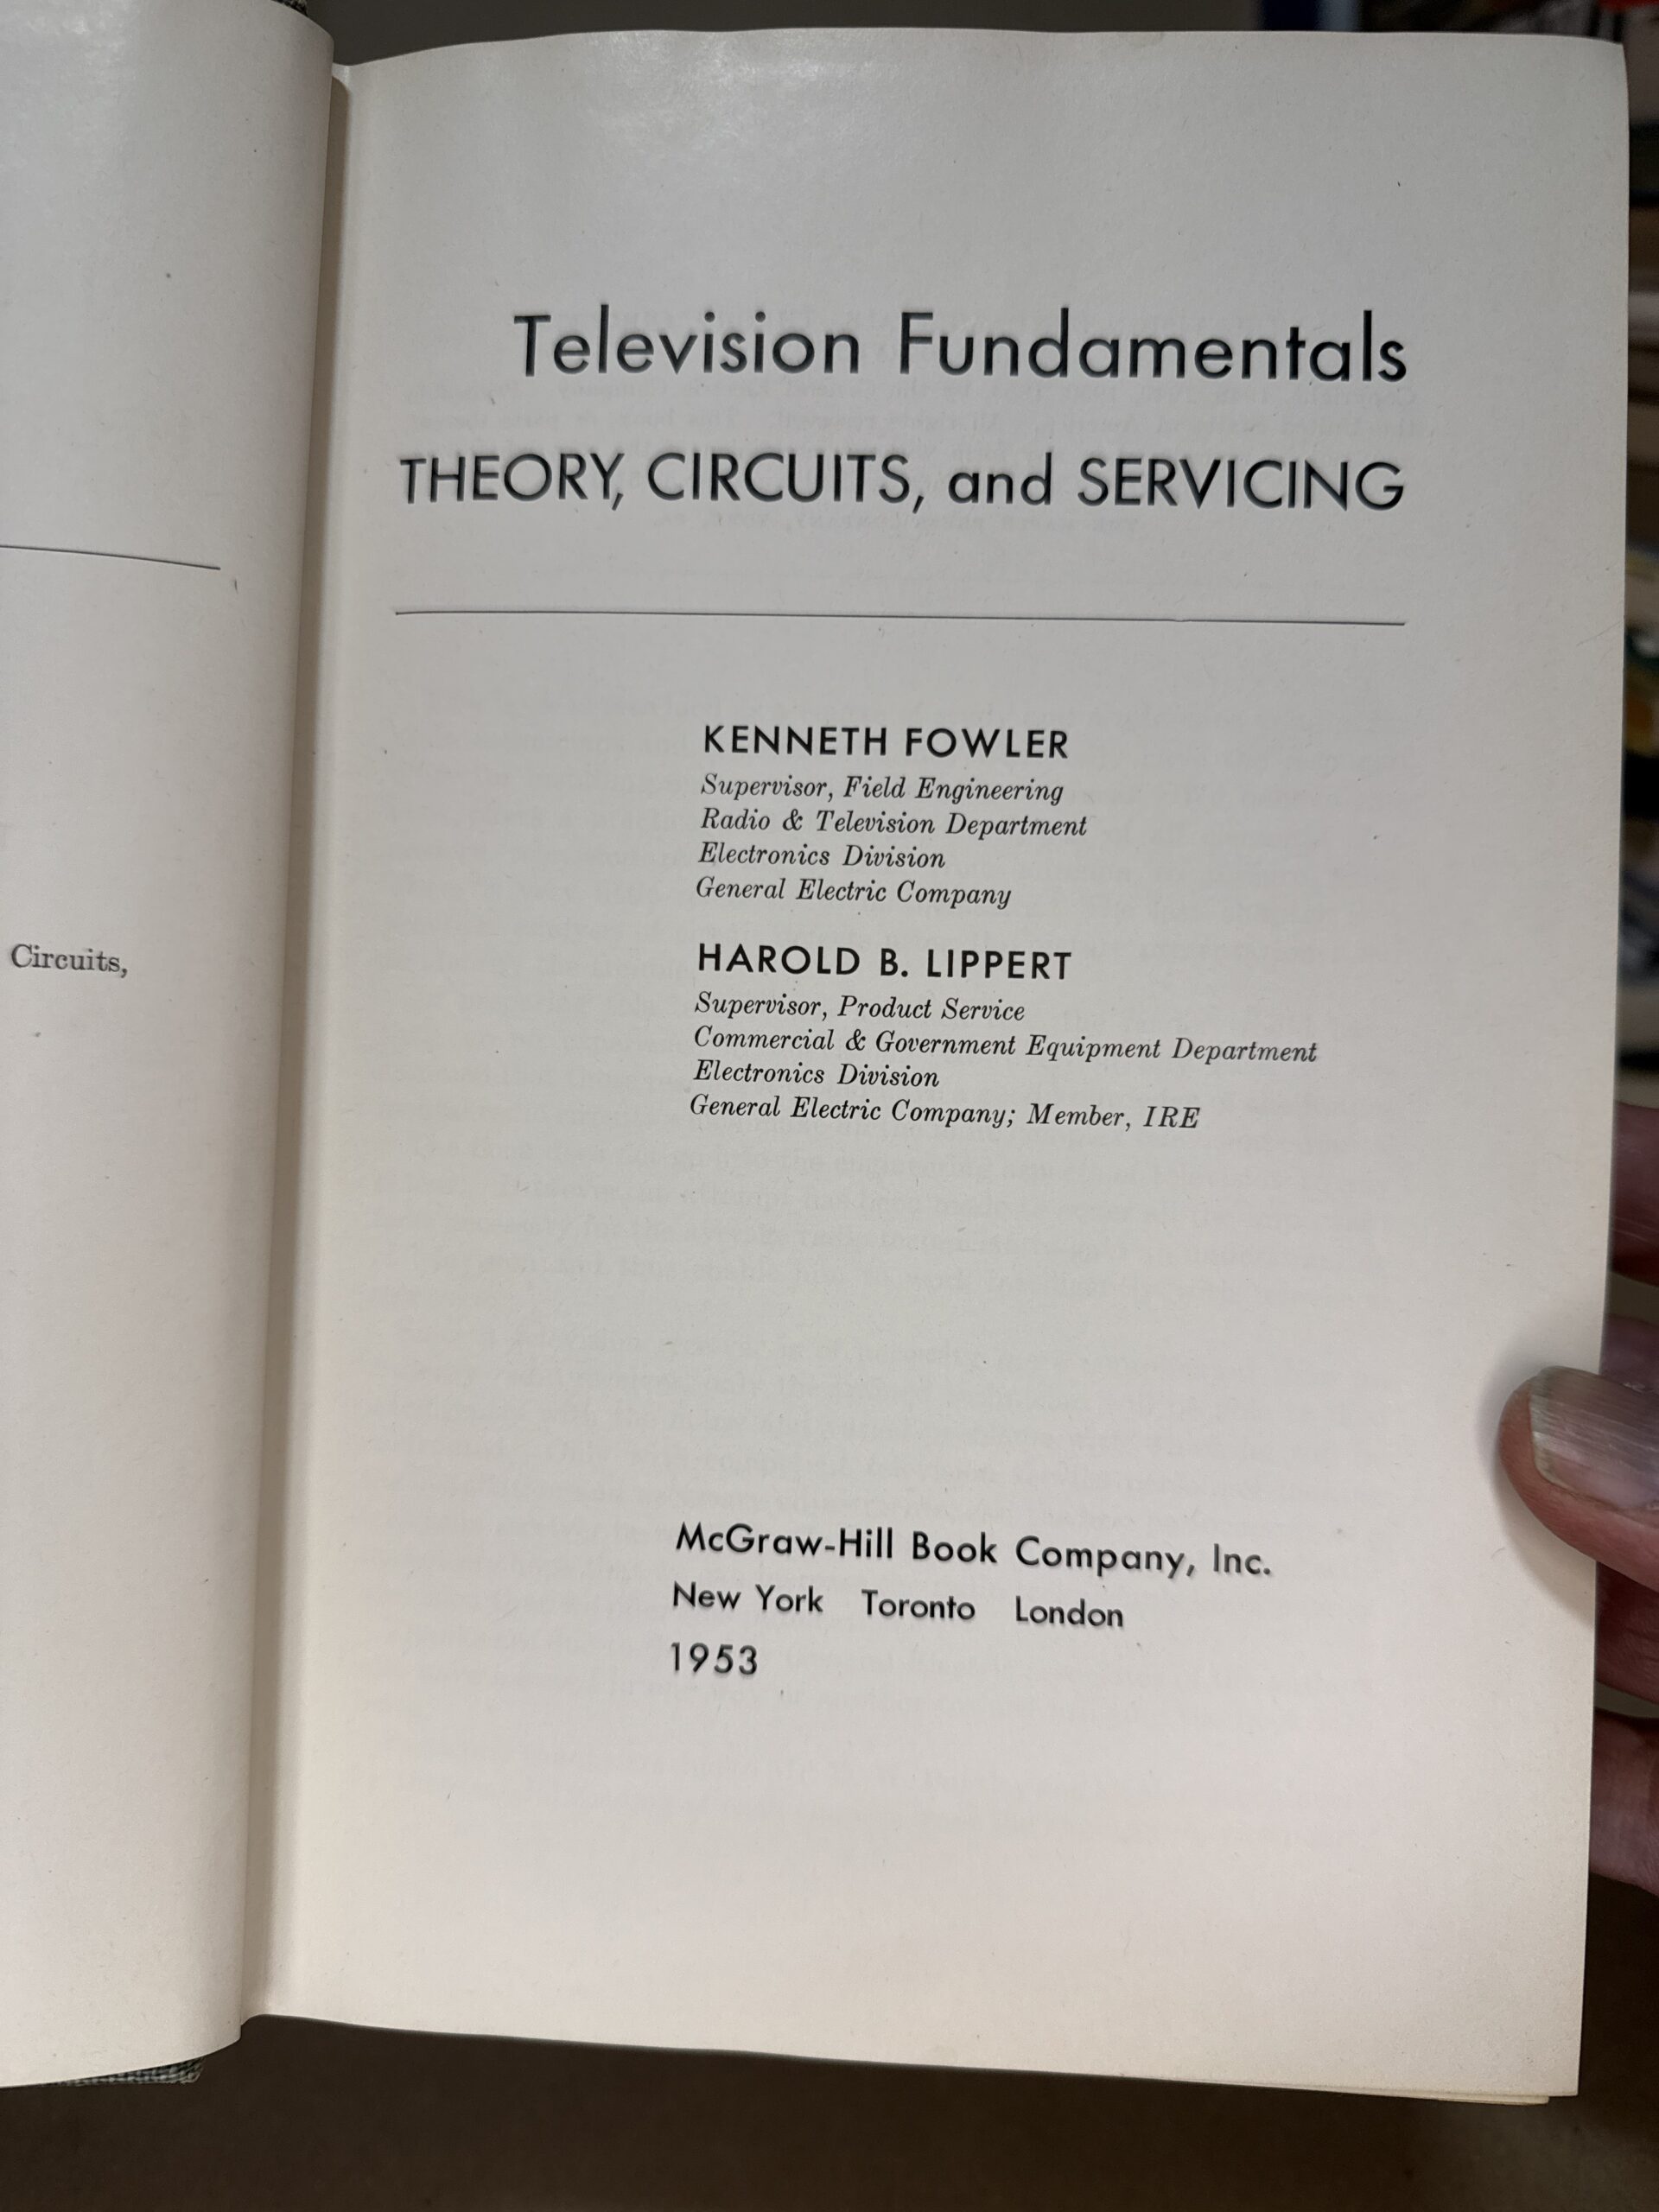 Circuits,
Television Fundamentals
THEORY, CIRCUITS, and SERVICING
KENNETH FOWLER
Supervisor, Field Engineering
Radio & Television Department
Electronics Division
General Electric Company
HAROLD B. LIPPERT
Supervisor, Product Service
Commercial & Government Equipment Department
Electronics Division
General Electric Company; Member, IRE
McGraw-Hill Book Company, Inc.
New York Toronto London
1953